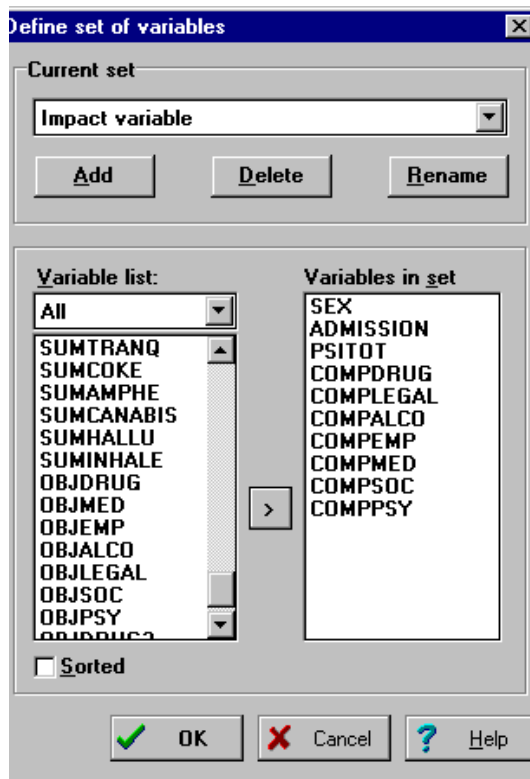 Define set of variables
Current set
Impact variable
Add Delete Rename
Variable list:
All
SUMTRANQ
SUMCOKE
SUMAMPHE
SUMCANABIS
SUMHALLU
SUMINHALE
OBJDRUG
OBJMED
OBJEMP
OBJALCO
OBJLEGAL
OBJSOC
OBJPSY
Sorted
>
Variables in set
SEX
ADMISSION
PSITOT
COMPDRUG
COMPLEGAL
COMPALCO
COMPEMP
COMPMED
COMPSOC
COMPPSY
OK Cancel Help